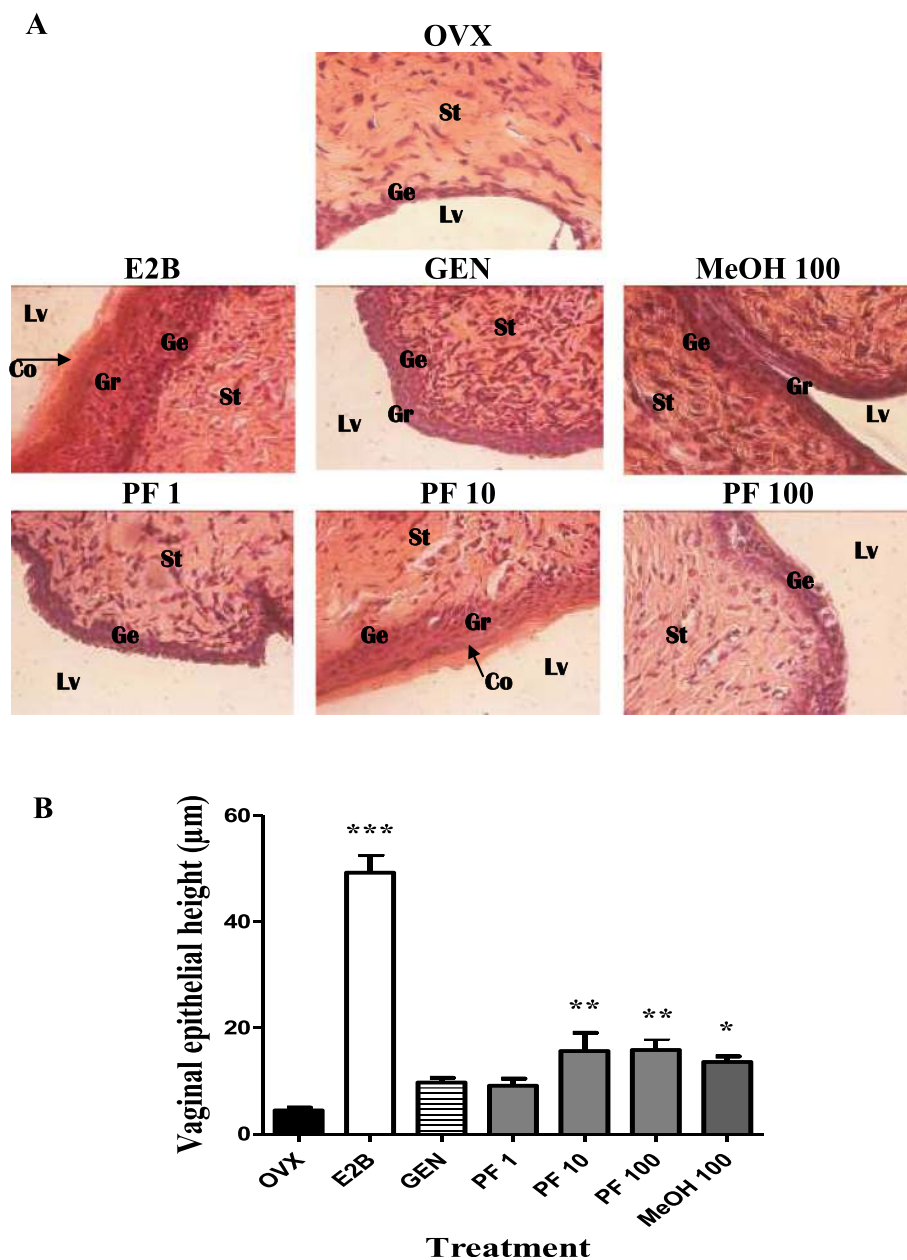 A
OVX
St
Ge
Lv
E2B
GEN
MeOH 100
Lv
Co
Gr
Ge
St
St
Ge
Gr
Lv
Ge
St
Gr
Lv
PF 1
PF 10
PF 100
St
Ge
Lv
St
Ge
Gr
Co
Lv
Lv
Ge
St
B
Vaginal epithelial height (µm)
60
40
20
0
***
**
**
*
OVX
E2B
GEN
PF 1
PF 10
PF 100
MeOH 100
Treatment